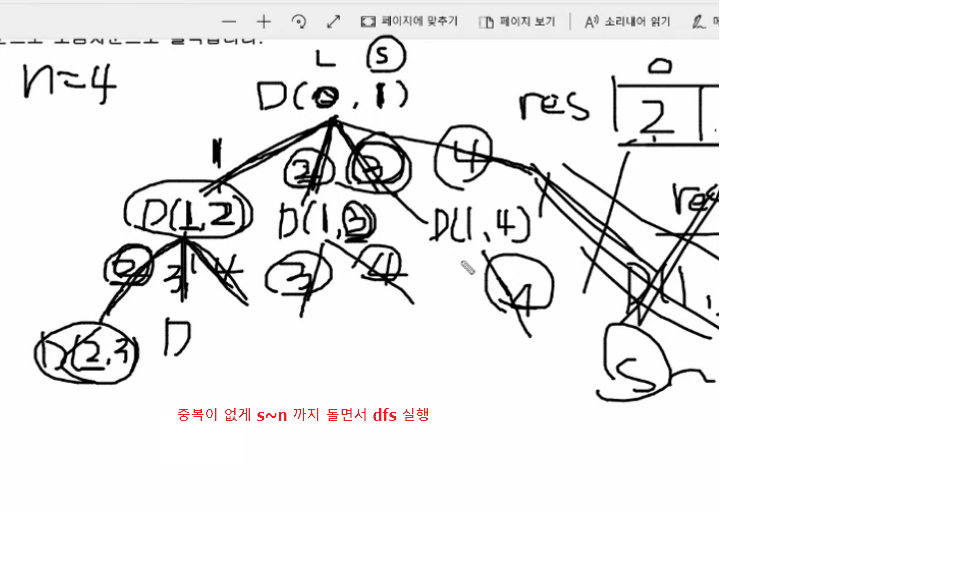 페이지에 맞추기 페이지 보기 소리내어 읽기
n=4
L S
D(0, 1)
res 0
2
1 2 3 4
D(1,2) D(1,3) D(1,4)
2 3 4 3 4 4
D(2,3) D
S~
중복이 없게 s~n 까지 돌면서 dfs 실행